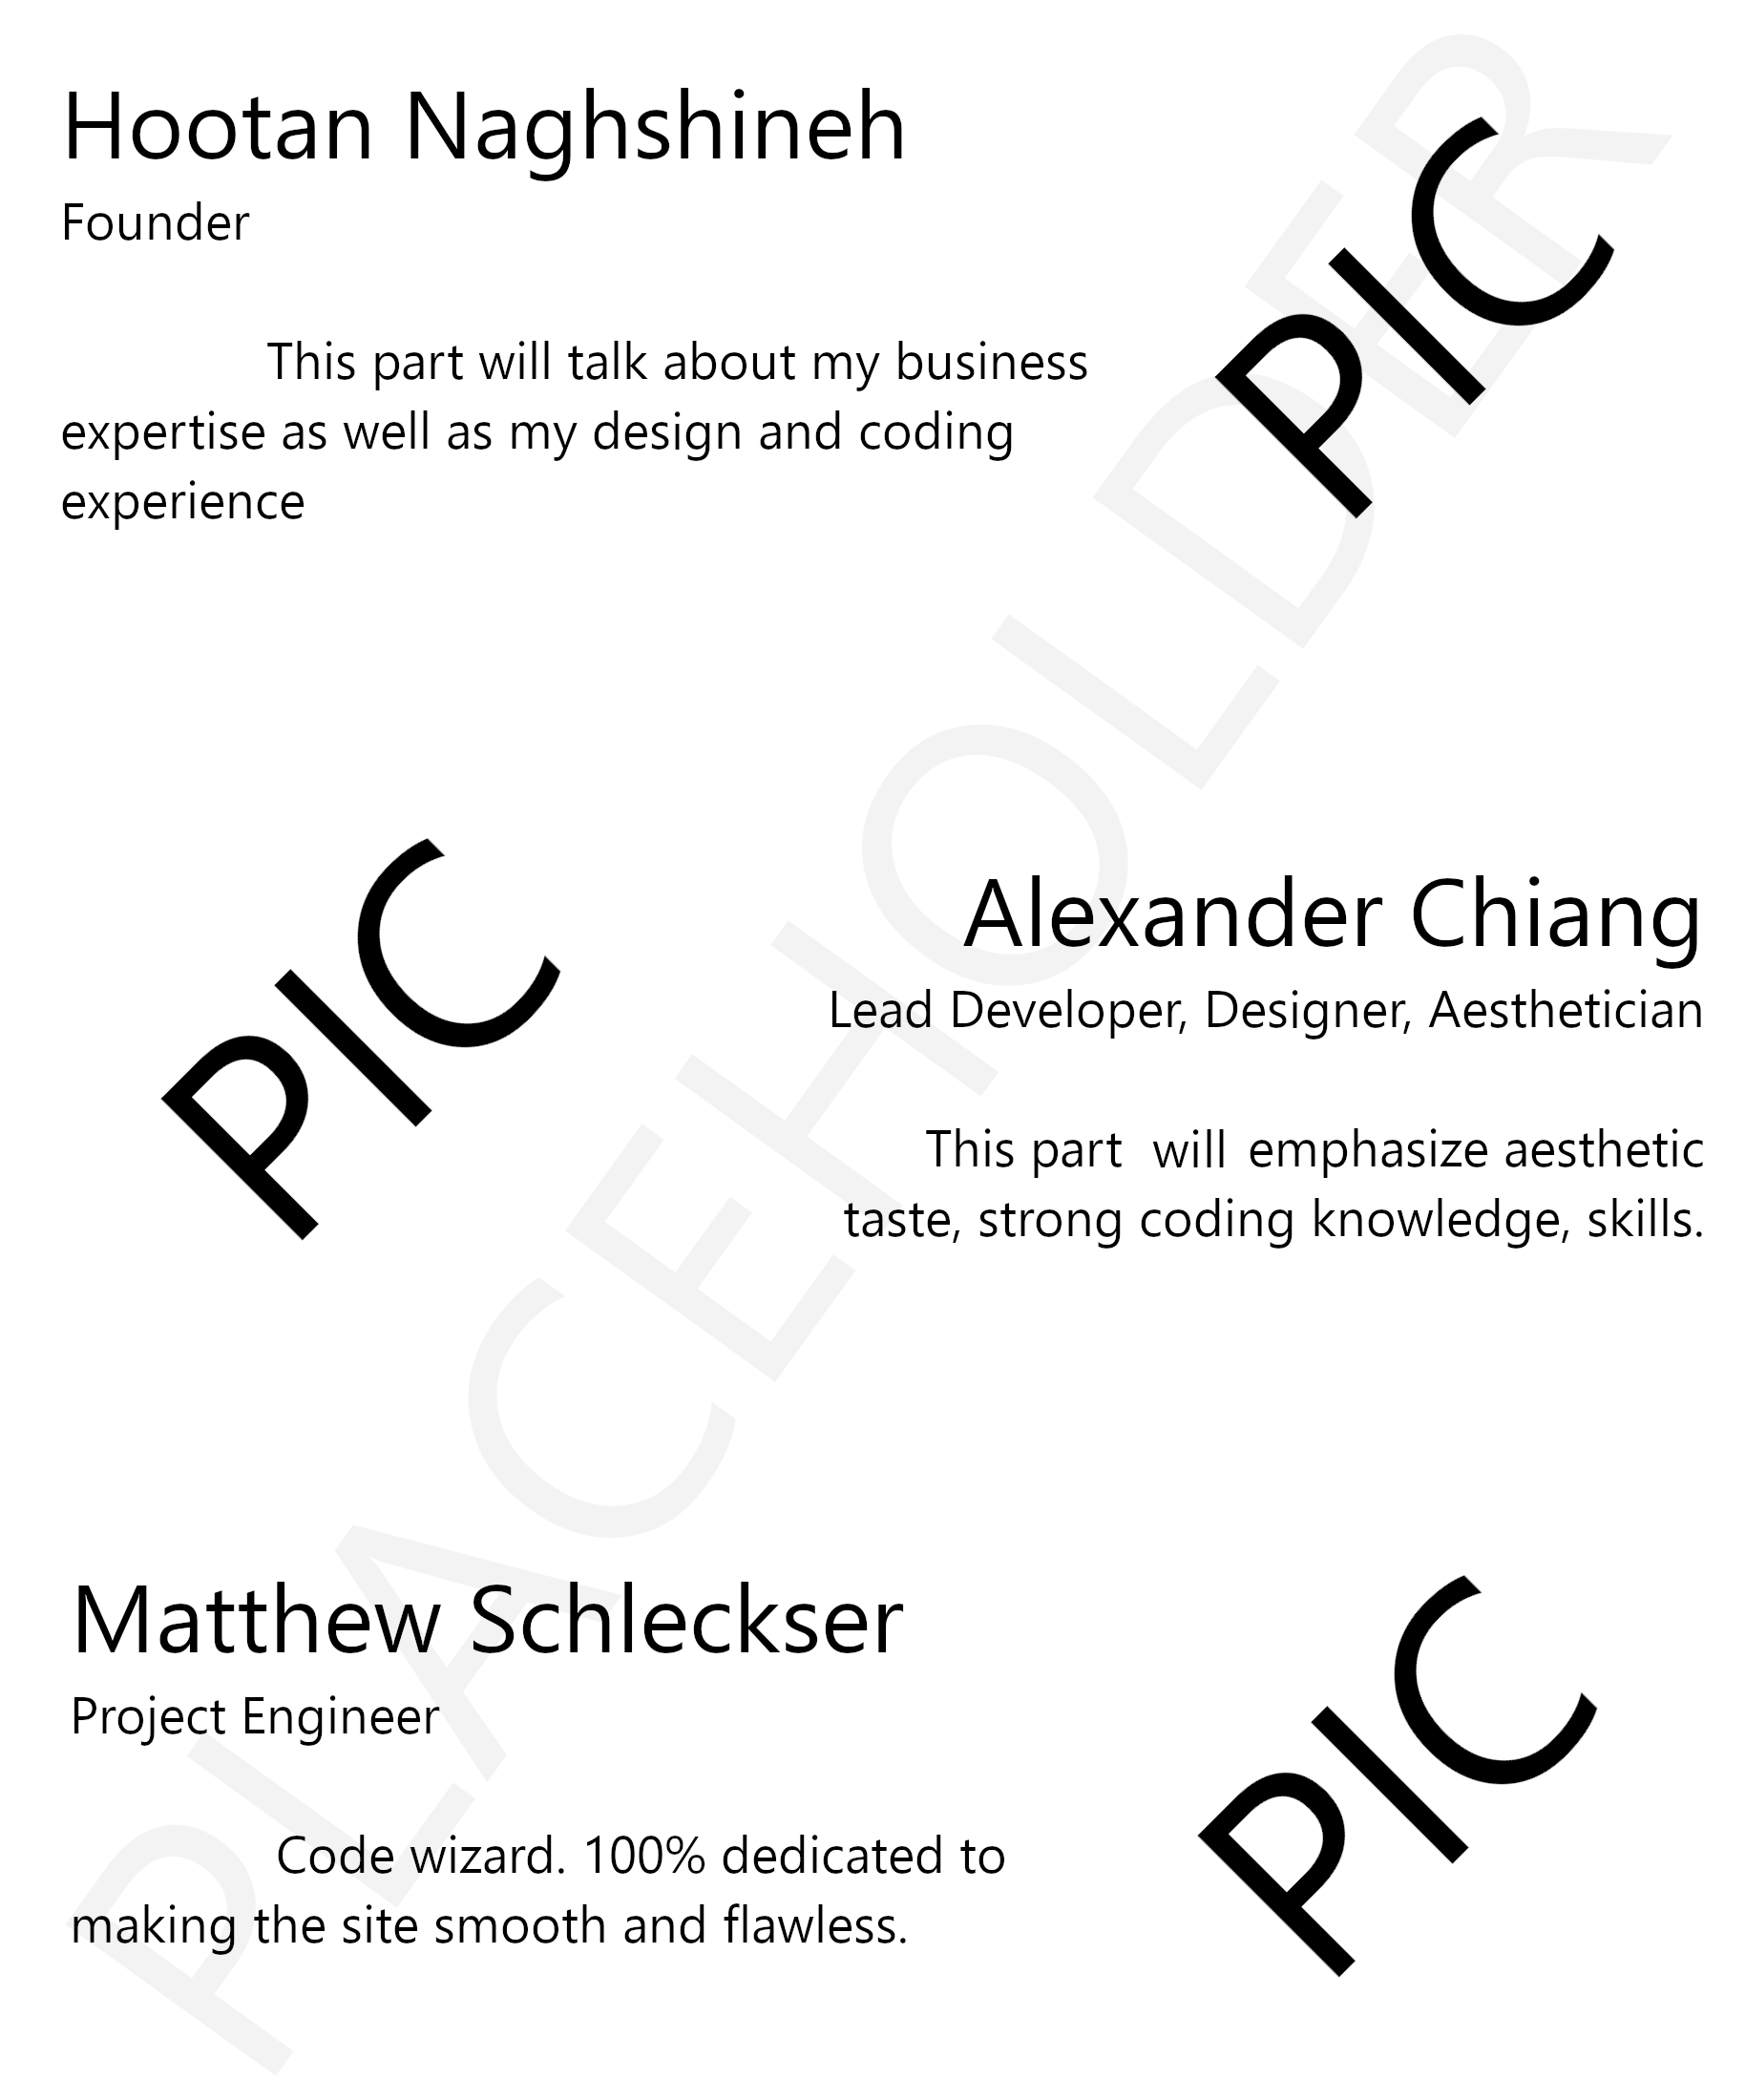 Hootan Naghshineh
Founder
This part will talk about my business
expertise as well as my design and coding
experience
PIC
PIC
Alexander Chiang
Lead Developer, Designer, Aesthetician
This part will emphasize aesthetic
taste, strong coding knowledge, skills.
Matthew Schleckser
Project Engineer
Code wizard. 100% dedicated to
making the site smooth and flawless.
PIC
PLACEHOLDER